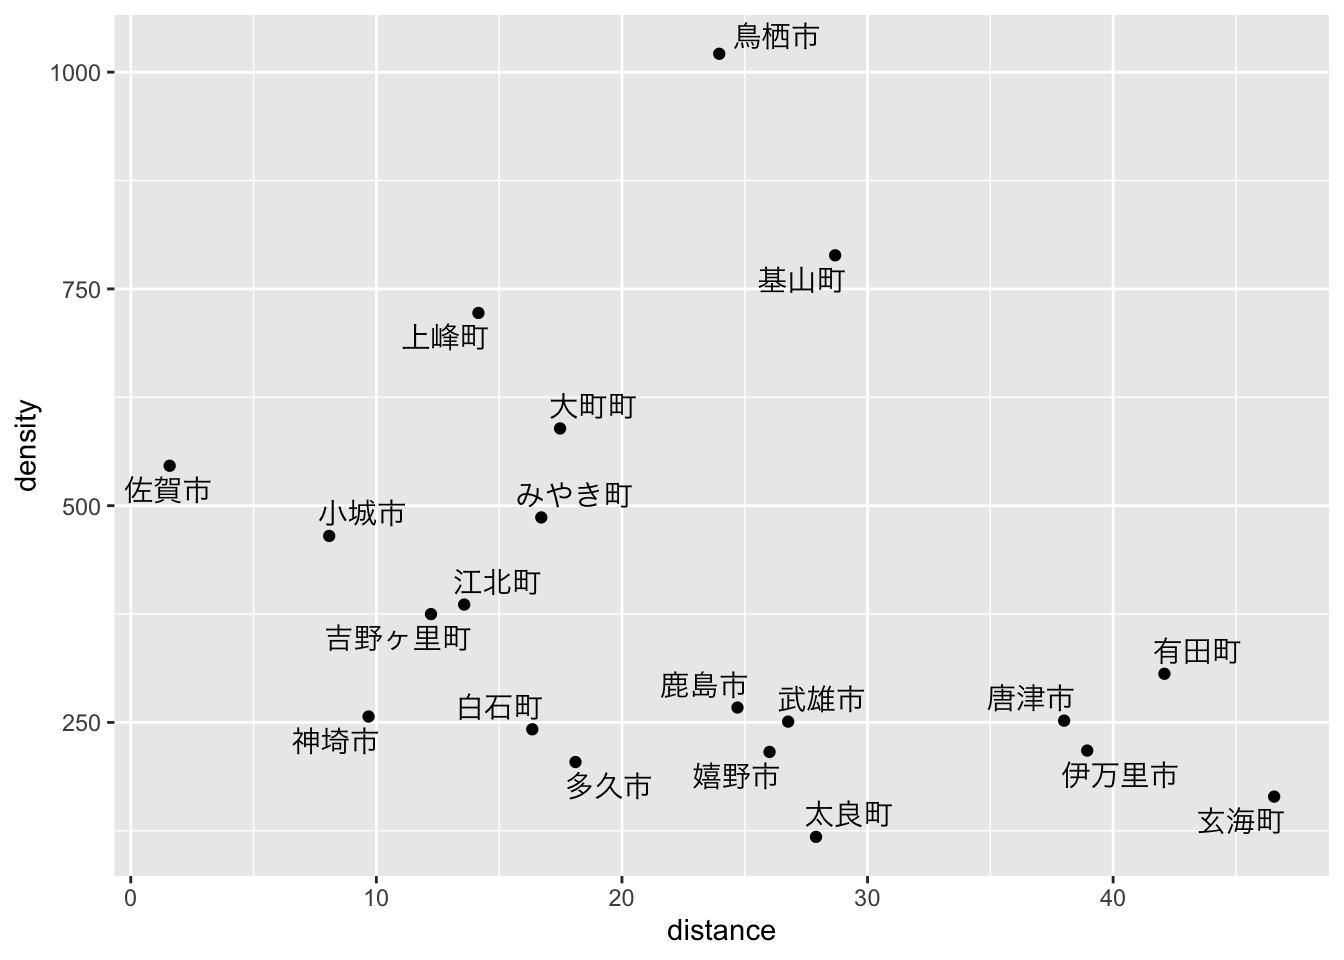 鳥栖市
1000
基山町
750
上峰町
大町町
density
佐賀市
みやき町
500
小城市
江北町
吉野ヶ里町
有田町
鹿島市
武雄市
唐津市
白石町
250
神埼市
嬉野市
伊万里市
多久市
太良町
玄海町
0 10 20 30 40
distance